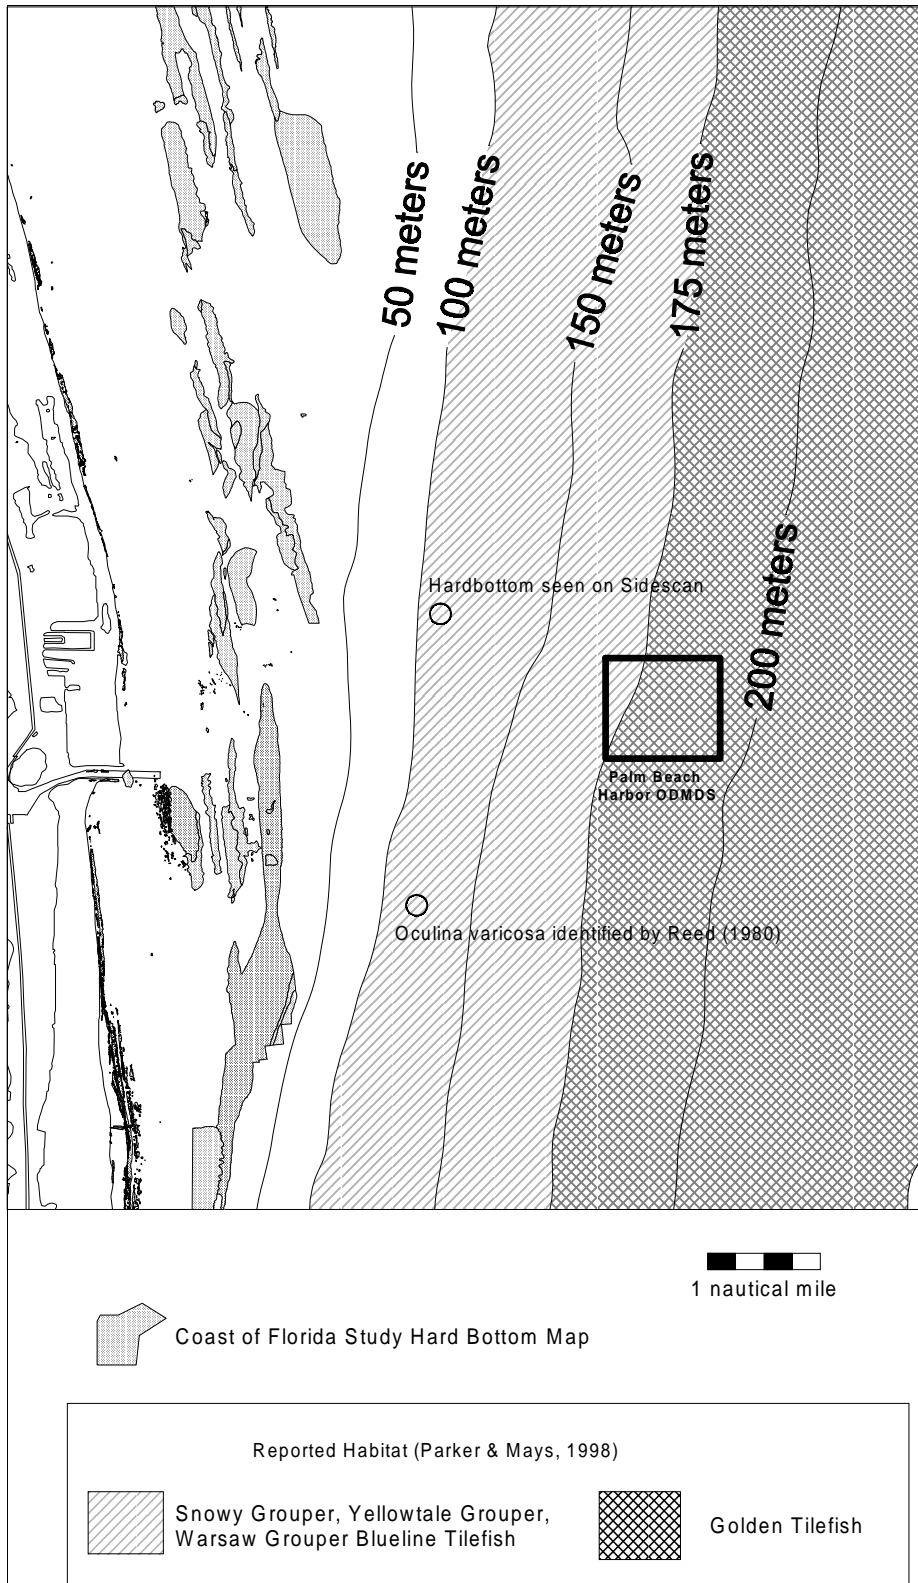 50 meters
100 meters
150 meters
175 meters
200 meters
Hardbottom seen on Sidescan
Palm Beach
Harbor ODMDS
Oculina varicosa identified by Reed (1980)
1 nautical mile
Coast of Florida Study Hard Bottom Map
Reported Habitat (Parker & Mays, 1998)
Snowy Grouper, Yellowtale Grouper,
Warsaw Grouper Blueline Tilefish
Golden Tilefish